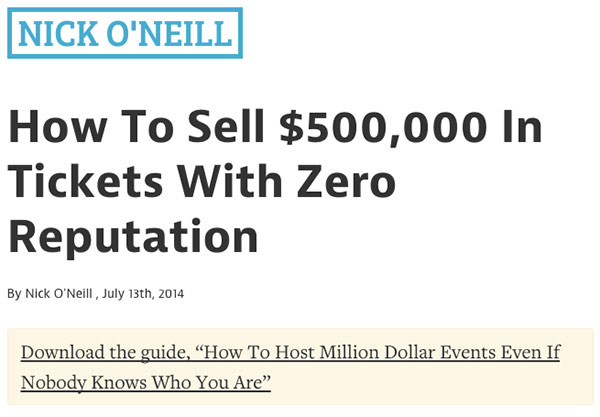 NICK O'NEILL
How To Sell $500,000 In
Tickets With Zero
Reputation
By Nick O'Neill , July 13th, 2014
Download the guide, “How To Host Million Dollar Events Even If
Nobody Knows Who You Are”